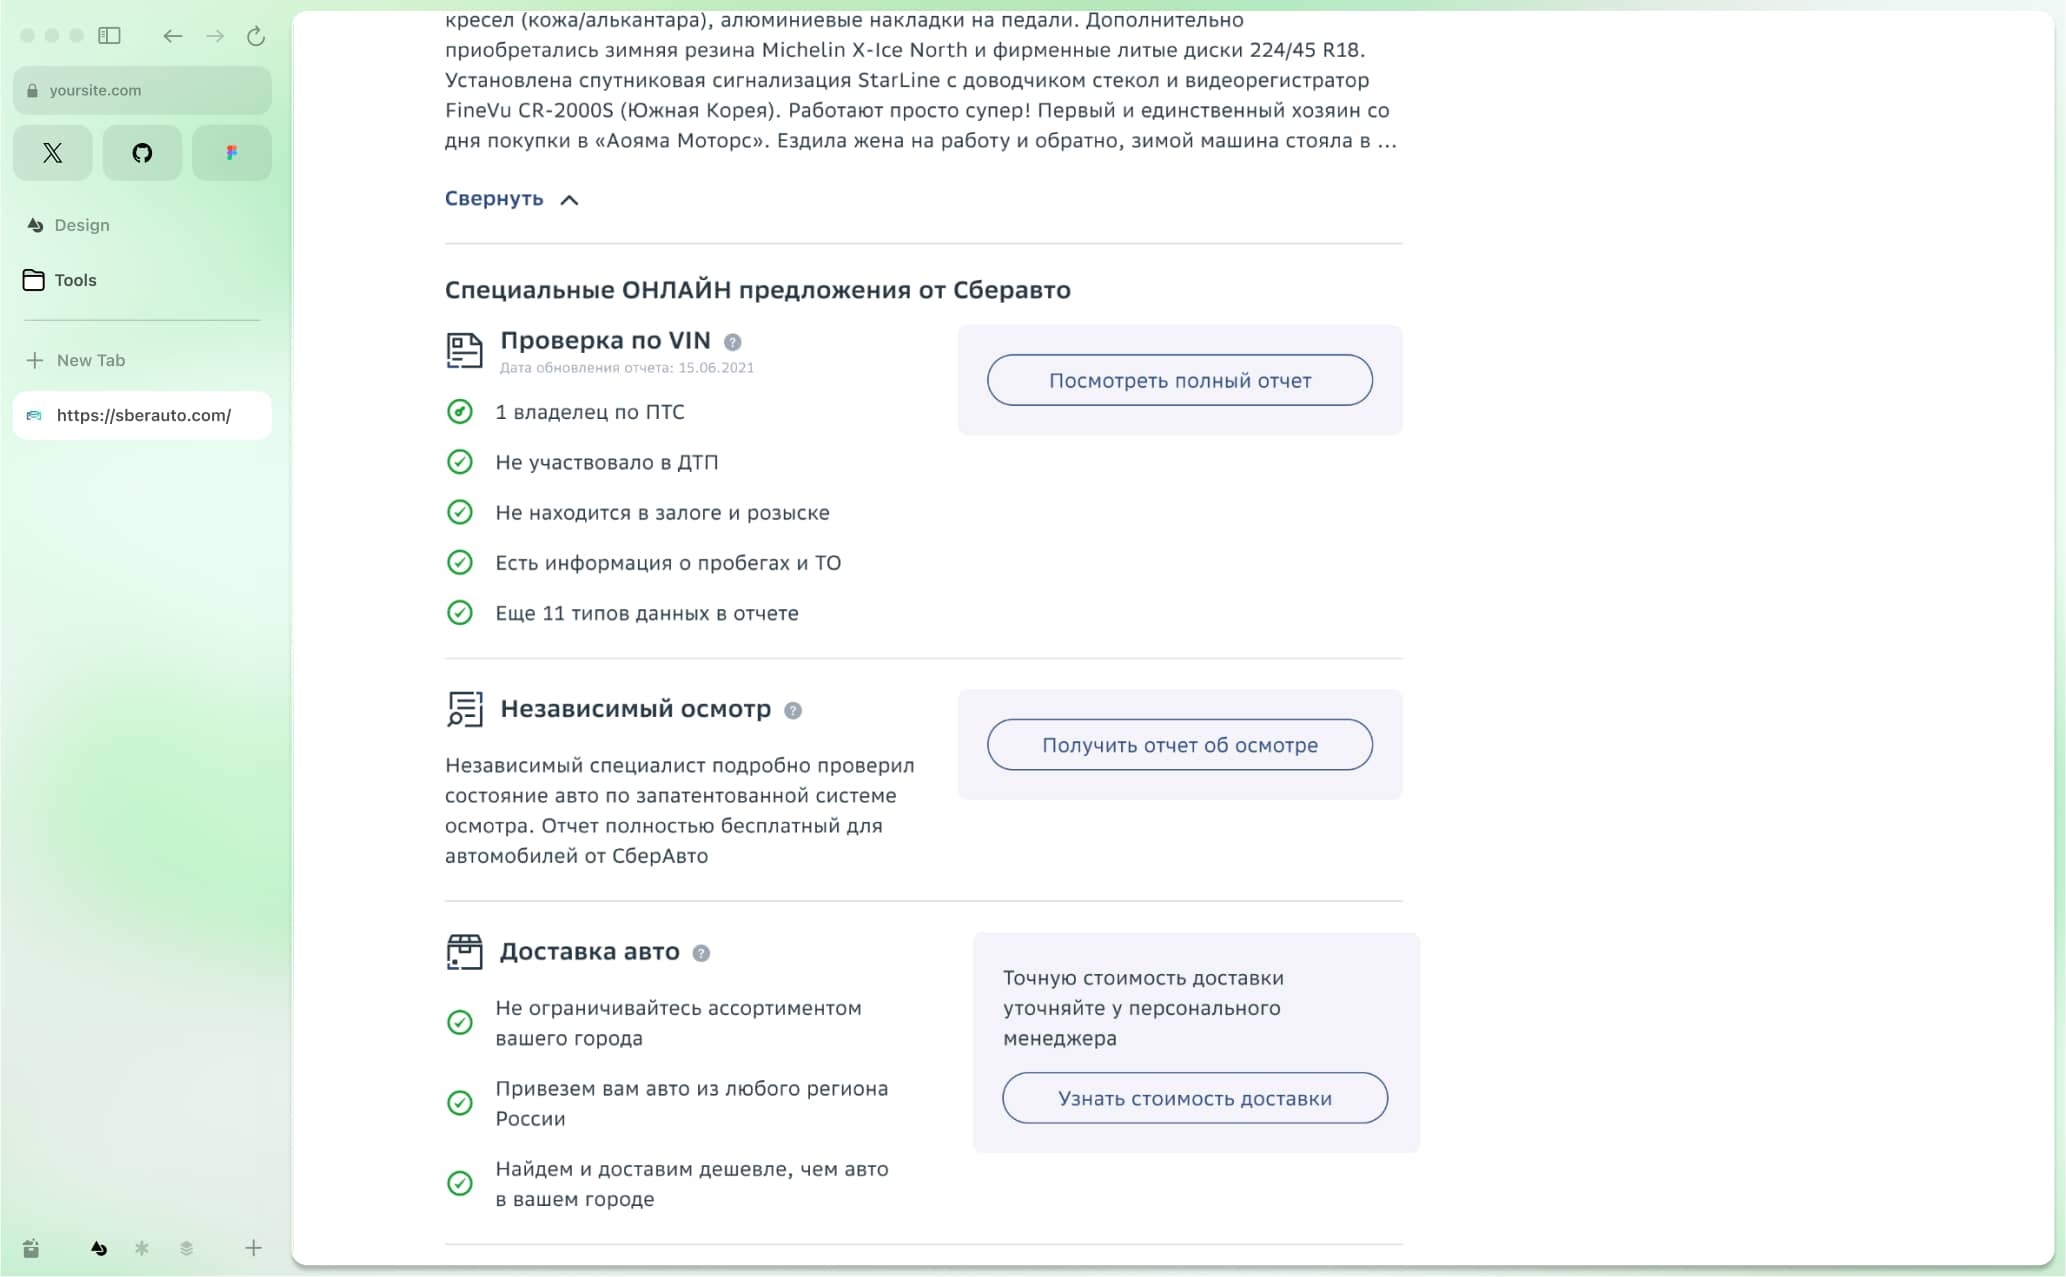 yoursite.com
Design
Tools
New Tab
https://sberauto.com/
кресел (кожа/алькантара), алюминиевые накладки на педали. Дополнительно
приобретались зимняя резина Michelin X-Ice North и фирменные литые диски 224/45 R18.
Установлена спутниковая сигнализация StarLine с доводчиком стекол и видеорегистратор
FineVu CR-2000S (Южная Корея). Работают просто супер! Первый и единственный хозяин со
дня покупки в «Аояма Моторс». Ездила жена на работу и обратно, зимой машина стояла в ...
Свернуть
Специальные ОНЛАЙН предложения от Сберавто
Проверка по VIN ?
Дата обновления отчета: 15.06.2021
Посмотреть полный отчет
1 владелец по ПТС
Не участвовало в ДТП
Не находится в залоге и розыске
Есть информация о пробегах и ТО
Еще 11 типов данных в отчете
Независимый осмотр ?
Получить отчет об осмотре
Независимый специалист подробно проверил
состояние авто по запатентованной системе
осмотра. Отчет полностью бесплатный для
автомобилей от СберАвто
Доставка авто ?
Не ограничивайтесь ассортиментом
вашего города
Привезем вам авто из любого региона
России
Найдем и доставим дешевле, чем авто
в вашем городе
Точную стоимость доставки
уточняйте у персонального
менеджера
Узнать стоимость доставки